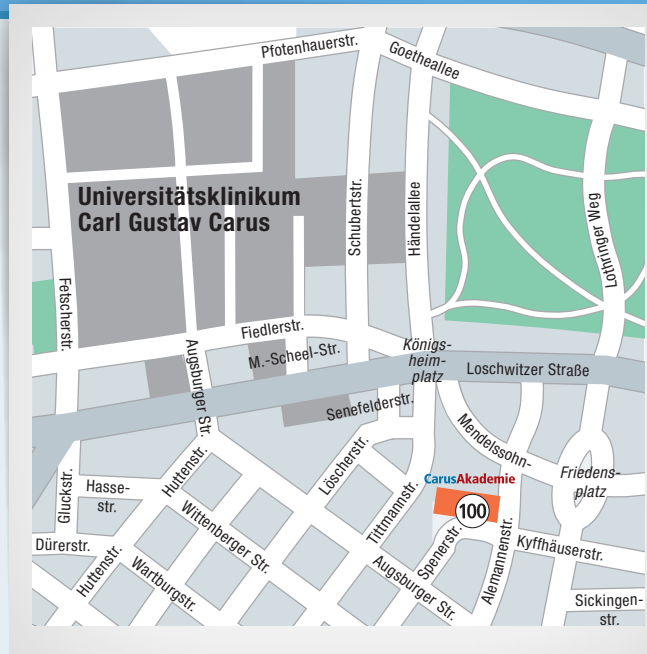 Pfotenhauerstr.
Goetheallee
Universitätsklinikum
Carl Gustav Carus
Schubertstr.
Händelallee
Lothringer Weg
Fetscherstr.
Fiedlerstr.
Augsburger Str.
M.-Scheel-Str.
Königs-
heim-
platz
Loschwitzer Straße
Senefelderstr.
Mendelssohn-
Löscherstr.
Huttenstr.
Gluckstr.
Hasse-
str.
Wittenberger Str.
Tittmannstr.
CarusAkademie
100
Friedens-
platz
Dürerstr.
Huttenstr.
Wartburgstr.
Augsburger Str.
Spenerstr.
Alemannenstr.
Kyffhäuserstr.
Sickingen-
str.